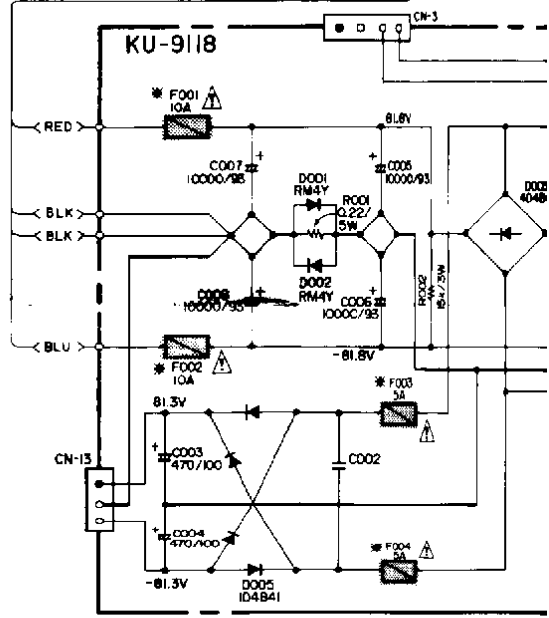 CN-3
KU-9118
* F001
10A
RED
81.8V
C007
10000/93
C005
10000/93
D001
RM4Y
R001
0.22/
5W
BLK
BLK
D002
RM4Y
10000/93
C006
10000/93
R002
15k/3W
BLU
* F002
10A
-81.8V
* F003
5A
81.3V
CN-13
C003
470/100
C002
C004
470/100
* F004
5A
-81.3V
D005
1D4B41